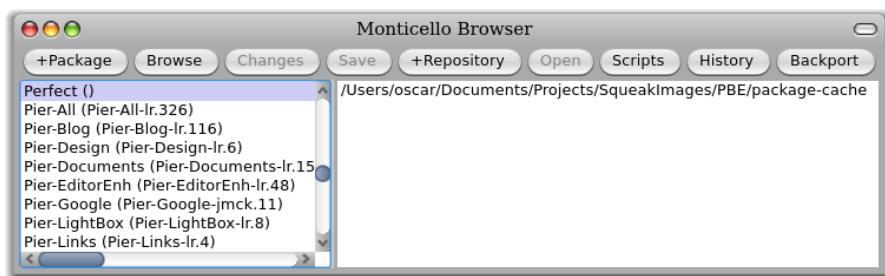 Monticello Browser
+Package Browse Changes Save +Repository Open Scripts History Backport
Perfect ()
Pier-All (Pier-All-lr.326)
Pier-Blog (Pier-Blog-lr.116)
Pier-Design (Pier-Design-lr.6)
Pier-Documents (Pier-Documents-lr.15
Pier-EditorEnh (Pier-EditorEnh-lr.48)
Pier-Google (Pier-Google-jmck.11)
Pier-LightBox (Pier-LightBox-lr.8)
Pier-Links (Pier-Links-lr.4)
/Users/oscar/Documents/Projects/SqueakImages/PBE/package-cache